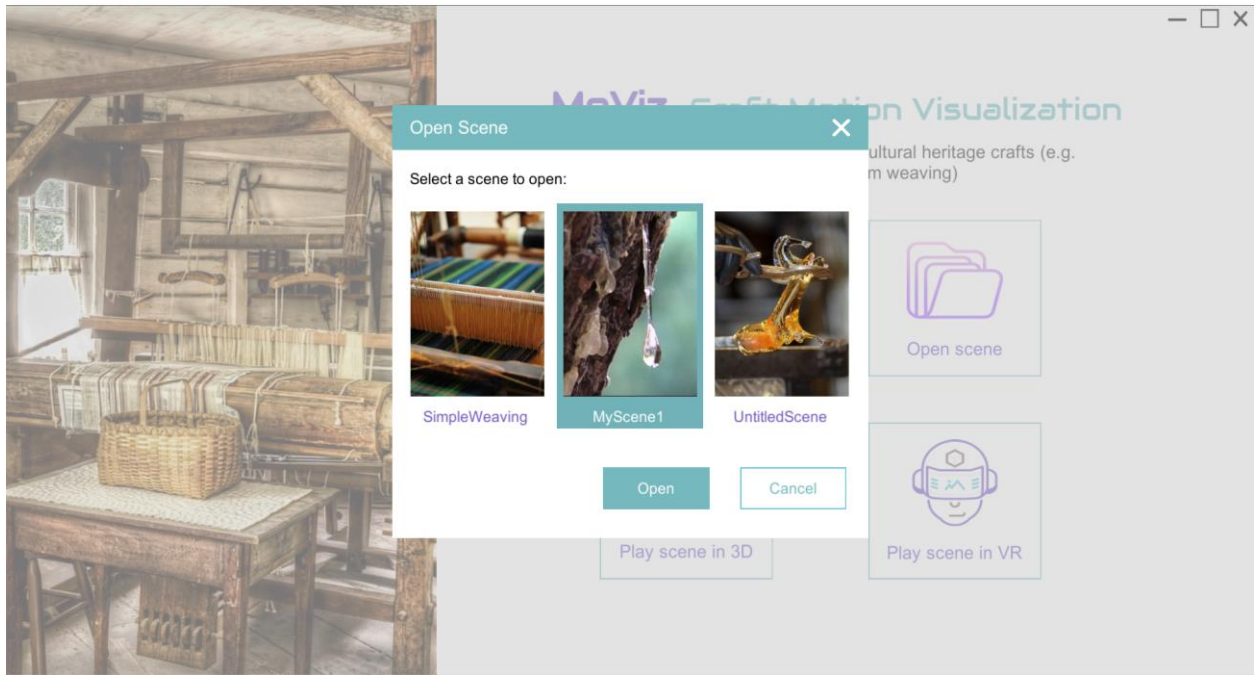 Visualization
Open Scene
ultural heritage crafts (e.g.
m weaving)
Select a scene to open:
SimpleWeaving
MyScene1
UntitledScene
Open scene
Open
Cancel
Play scene in 3D
Play scene in VR